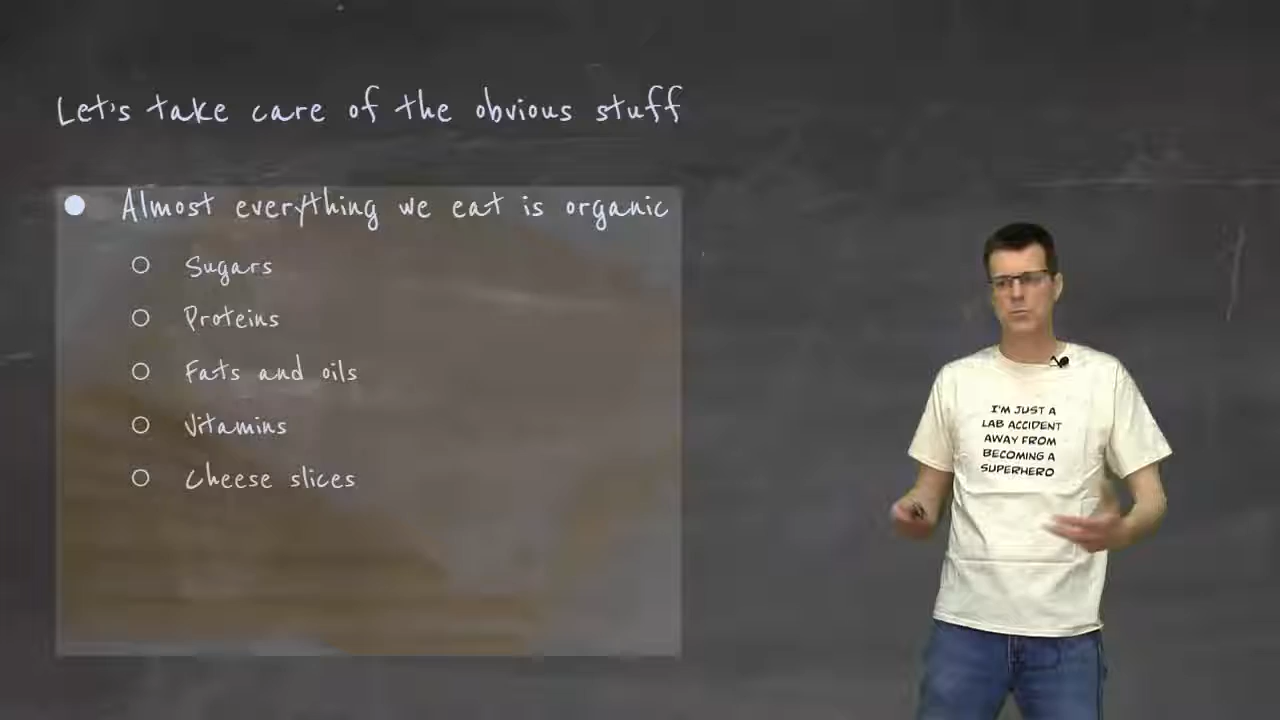 Let's take care of the obvious stuff
Almost everything we eat is organic
Sugars
Proteins
Fats and oils
Vitamins
Cheese slices
I'M JUST A
LAB ACCIDENT
AWAY FROM
BECOMING A
SUPERHERO